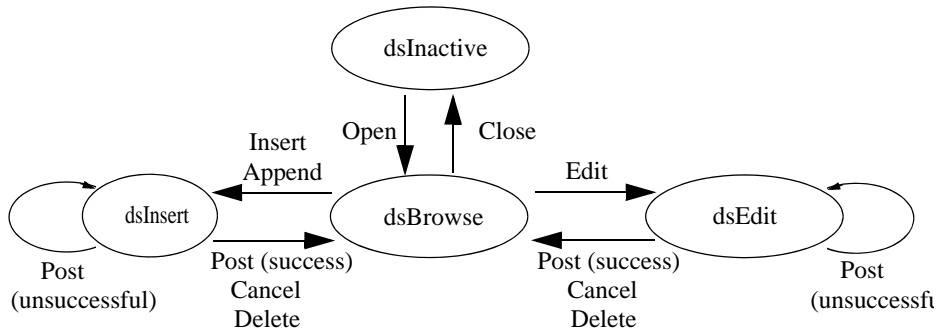 dsInactive
Open
Close
Insert
Append
Edit
dsInsert
dsBrowse
dsEdit
Post
(unsuccessful)
Post (success)
Cancel
Delete
Post (success)
Cancel
Delete
Post
(unsuccessfu